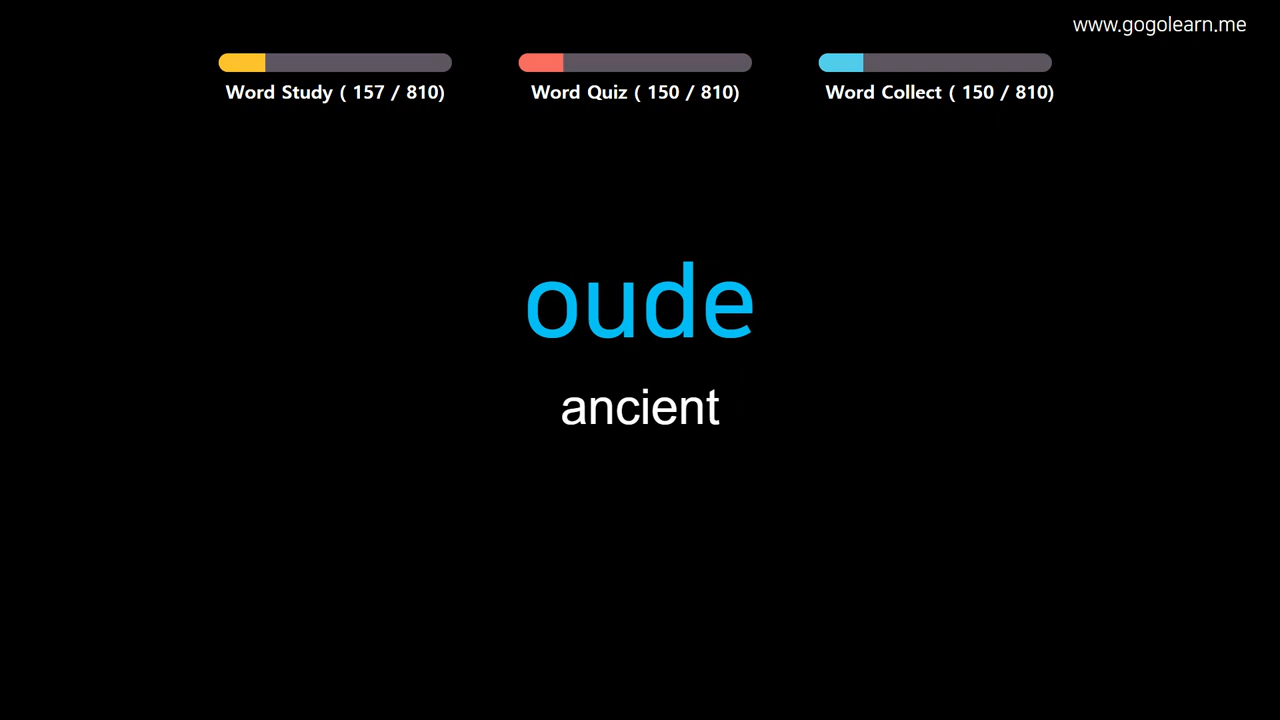 www.gogolearn.me
Word Study ( 157 / 810)
Word Quiz ( 150 / 810)
Word Collect ( 150 / 810)
oude
ancient